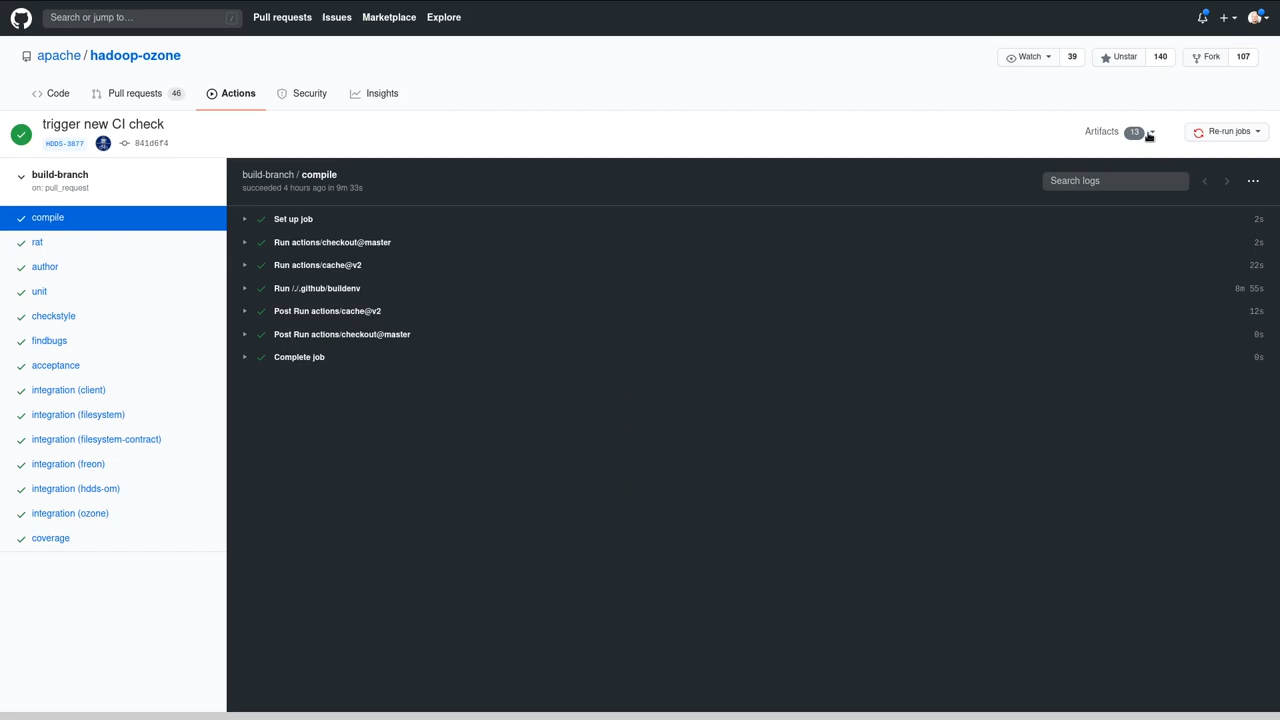 Search or jump to… /
Pull requests Issues Marketplace Explore
apache / hadoop-ozone
Watch 39 Unstar 140 Fork 107
Code Pull requests 46 Actions Security Insights
trigger new CI check
HDDS-3877 841d6f4
Artifacts 13 Re-run jobs
build-branch
on: pull_request
build-branch / compile
succeeded 4 hours ago in 9m 33s
Search logs
compile
rat
author
unit
checkstyle
findbugs
acceptance
integration (client)
integration (filesystem)
integration (filesystem-contract)
integration (freon)
integration (hdds-om)
integration (ozone)
coverage
Set up job 2s
Run actions/checkout@master 2s
Run actions/cache@v2 22s
Run /./.github/buildenv 8m 55s
Post Run actions/cache@v2 12s
Post Run actions/checkout@master 0s
Complete job 0s